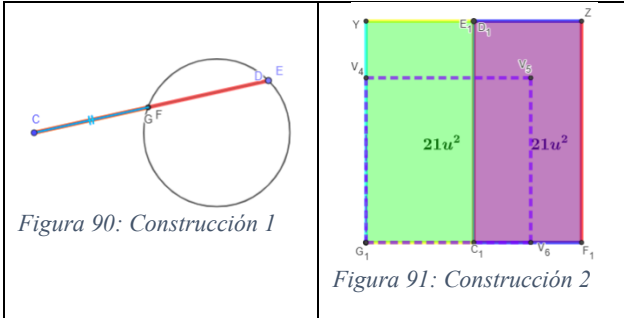 C
G F
D E
Figura 90: Construcción 1
Y
E₁ D₁
Z
V₄
V₅
21u²
21u²
G₁
C₁
V₆
F₁
Figura 91: Construcción 2